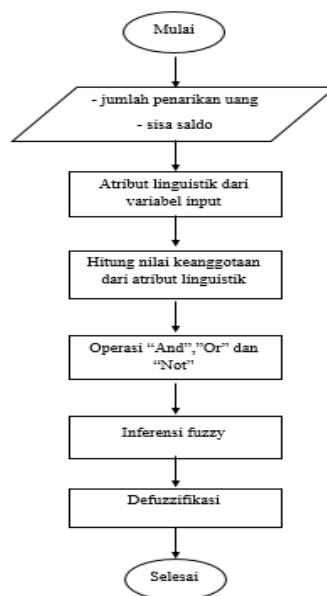 Mulai
- jumlah penarikan uang
- sisa saldo
Atribut linguistik dari
variabel input
Hitung nilai keanggotaan
dari atribut linguistik
Operasi “And”,”Or” dan
“Not”
Inferensi fuzzy
Defuzzifikasi
Selesai